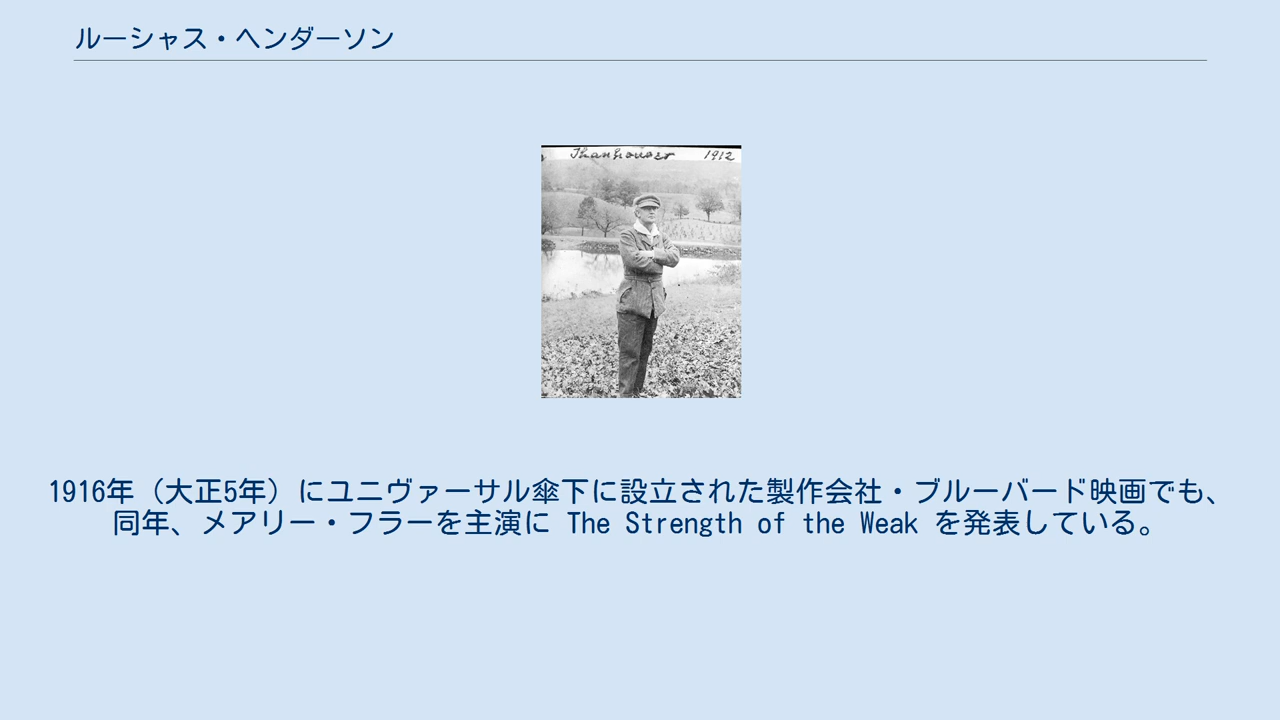 ルーシャス・ヘンダーソン
Thanhouser 1912
1916年（大正5年）にユニヴァーサル傘下に設立された製作会社・ブルーバード映画でも、
同年、メアリー・フラーを主演に The Strength of the Weak を発表している。